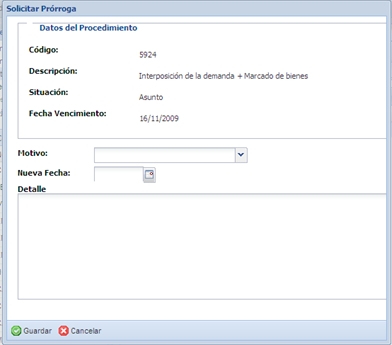 Solicitar Prórroga
Datos del Procedimiento
Código: 5924
Descripción: Interposición de la demanda + Marcado de bienes
Situación: Asunto
Fecha Vencimiento: 16/11/2009
Motivo:
Nueva Fecha:
Detalle
Guardar Cancelar